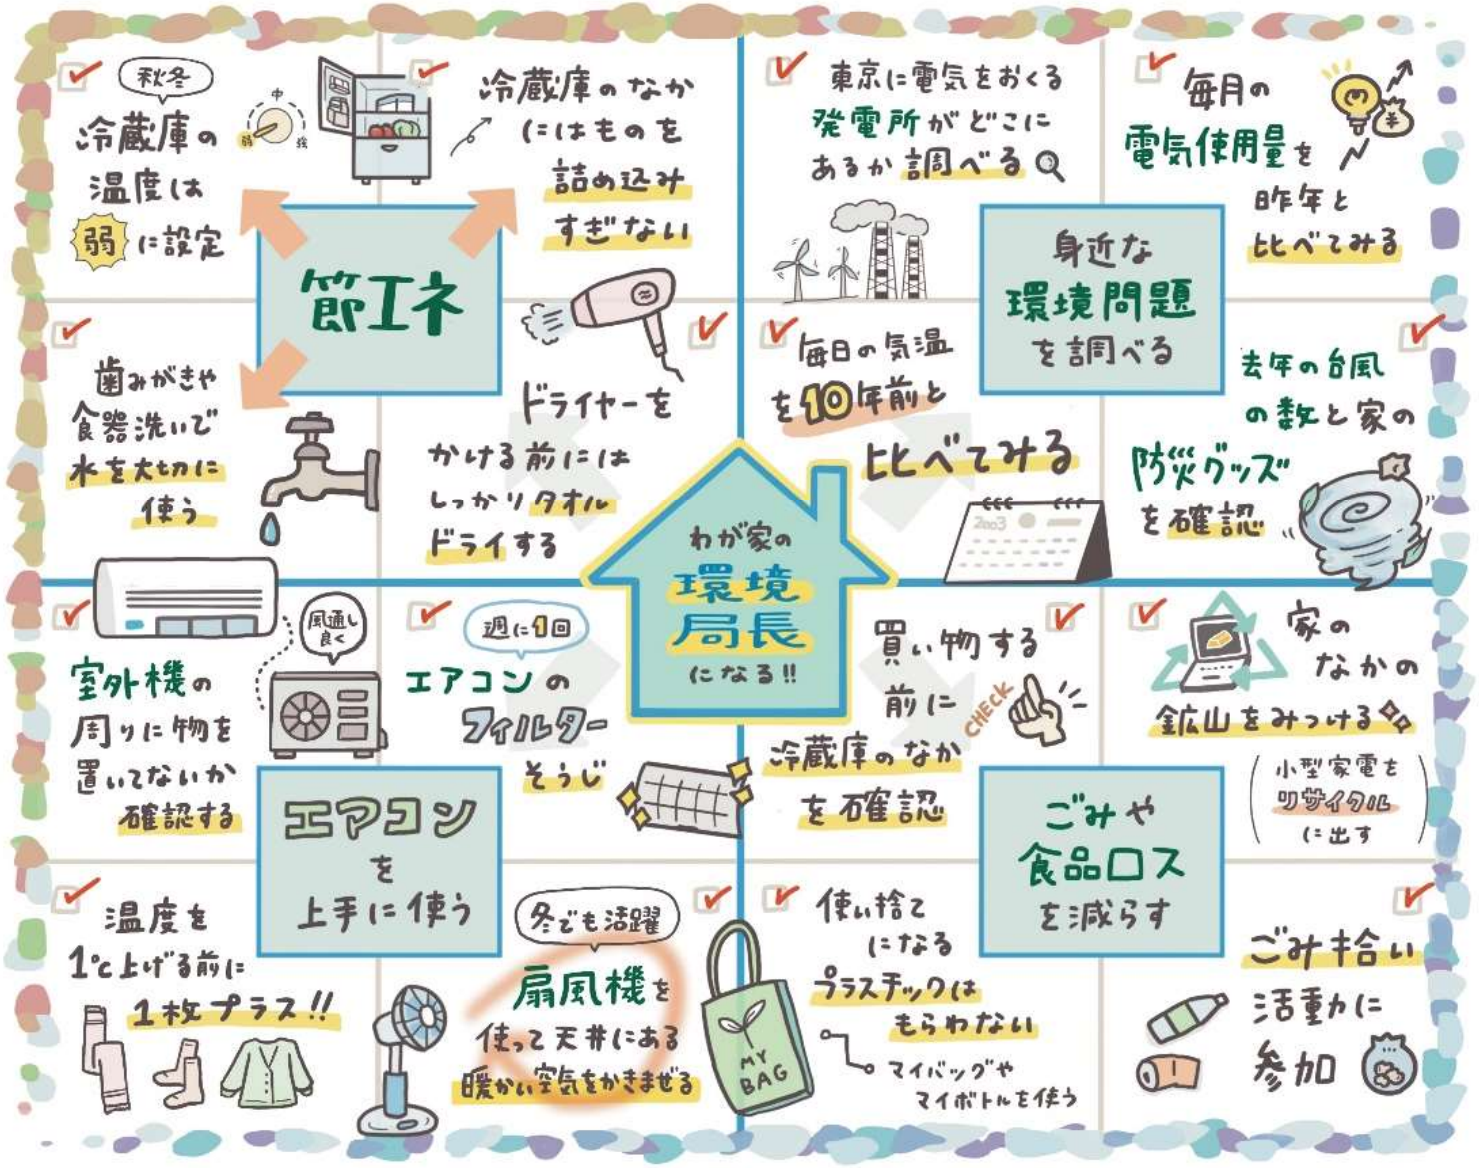 秋冬
冷蔵庫の
温度は
弱に設定
弱
中
強
冷蔵庫のなか
にはものを
詰め込み
すぎない
節エネ
歯みがきや
食器洗いで
水を大切に
使う
ドライヤーを
かける前には
しっかりタオル
ドライする
東京に電気をおくる
発電所がどこに
あるか調べる
毎月の
電気使用量を
昨年と
比べてみる
¥
身近な
環境問題
を調べる
毎日の気温
を10年前と
比べてみる
2003
去年の台風
の数と家の
防災グッズ
を確認
わが家の
環境
局長
になる!!
風通し
良く
室外機の
周りに物を
置いてないか
確認する
週に1回
エアコンの
フィルター
そうじ
エアコン
を
上手に使う
温度を
1℃上げる前に
1枚プラス!!
冬でも活躍
扇風機を
使って天井にある
暖かい空気をかきまぜる
買い物する
前に
CHECK
冷蔵庫のなか
を確認
家の
なかの
鉱山をみつける
(小型家電を
リサイクル
に出す)
ごみや
食品ロス
を減らす
使い捨て
になる
プラスチックは
もらわない
マイバッグや
マイボトルを使う
MY
BAG
ごみ拾い
活動に
参加